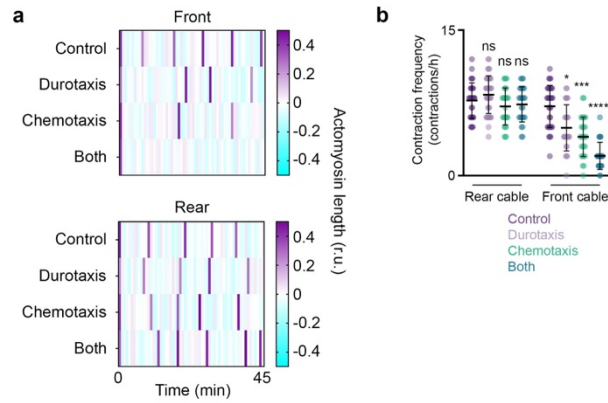 a
Front
Control
Durotaxis
Chemotaxis
Both
0.4
0.2
0
-0.2
-0.4
Rear
Control
Durotaxis
Chemotaxis
Both
0.4
0.2
0
-0.2
-0.4
0
45
Time (min)
Actomyosin length (r.u.)
b
15
0
Contraction frequency
(contractions/h)
ns
ns ns
*
***
****
Rear cable
Front cable
Control
Durotaxis
Chemotaxis
Both